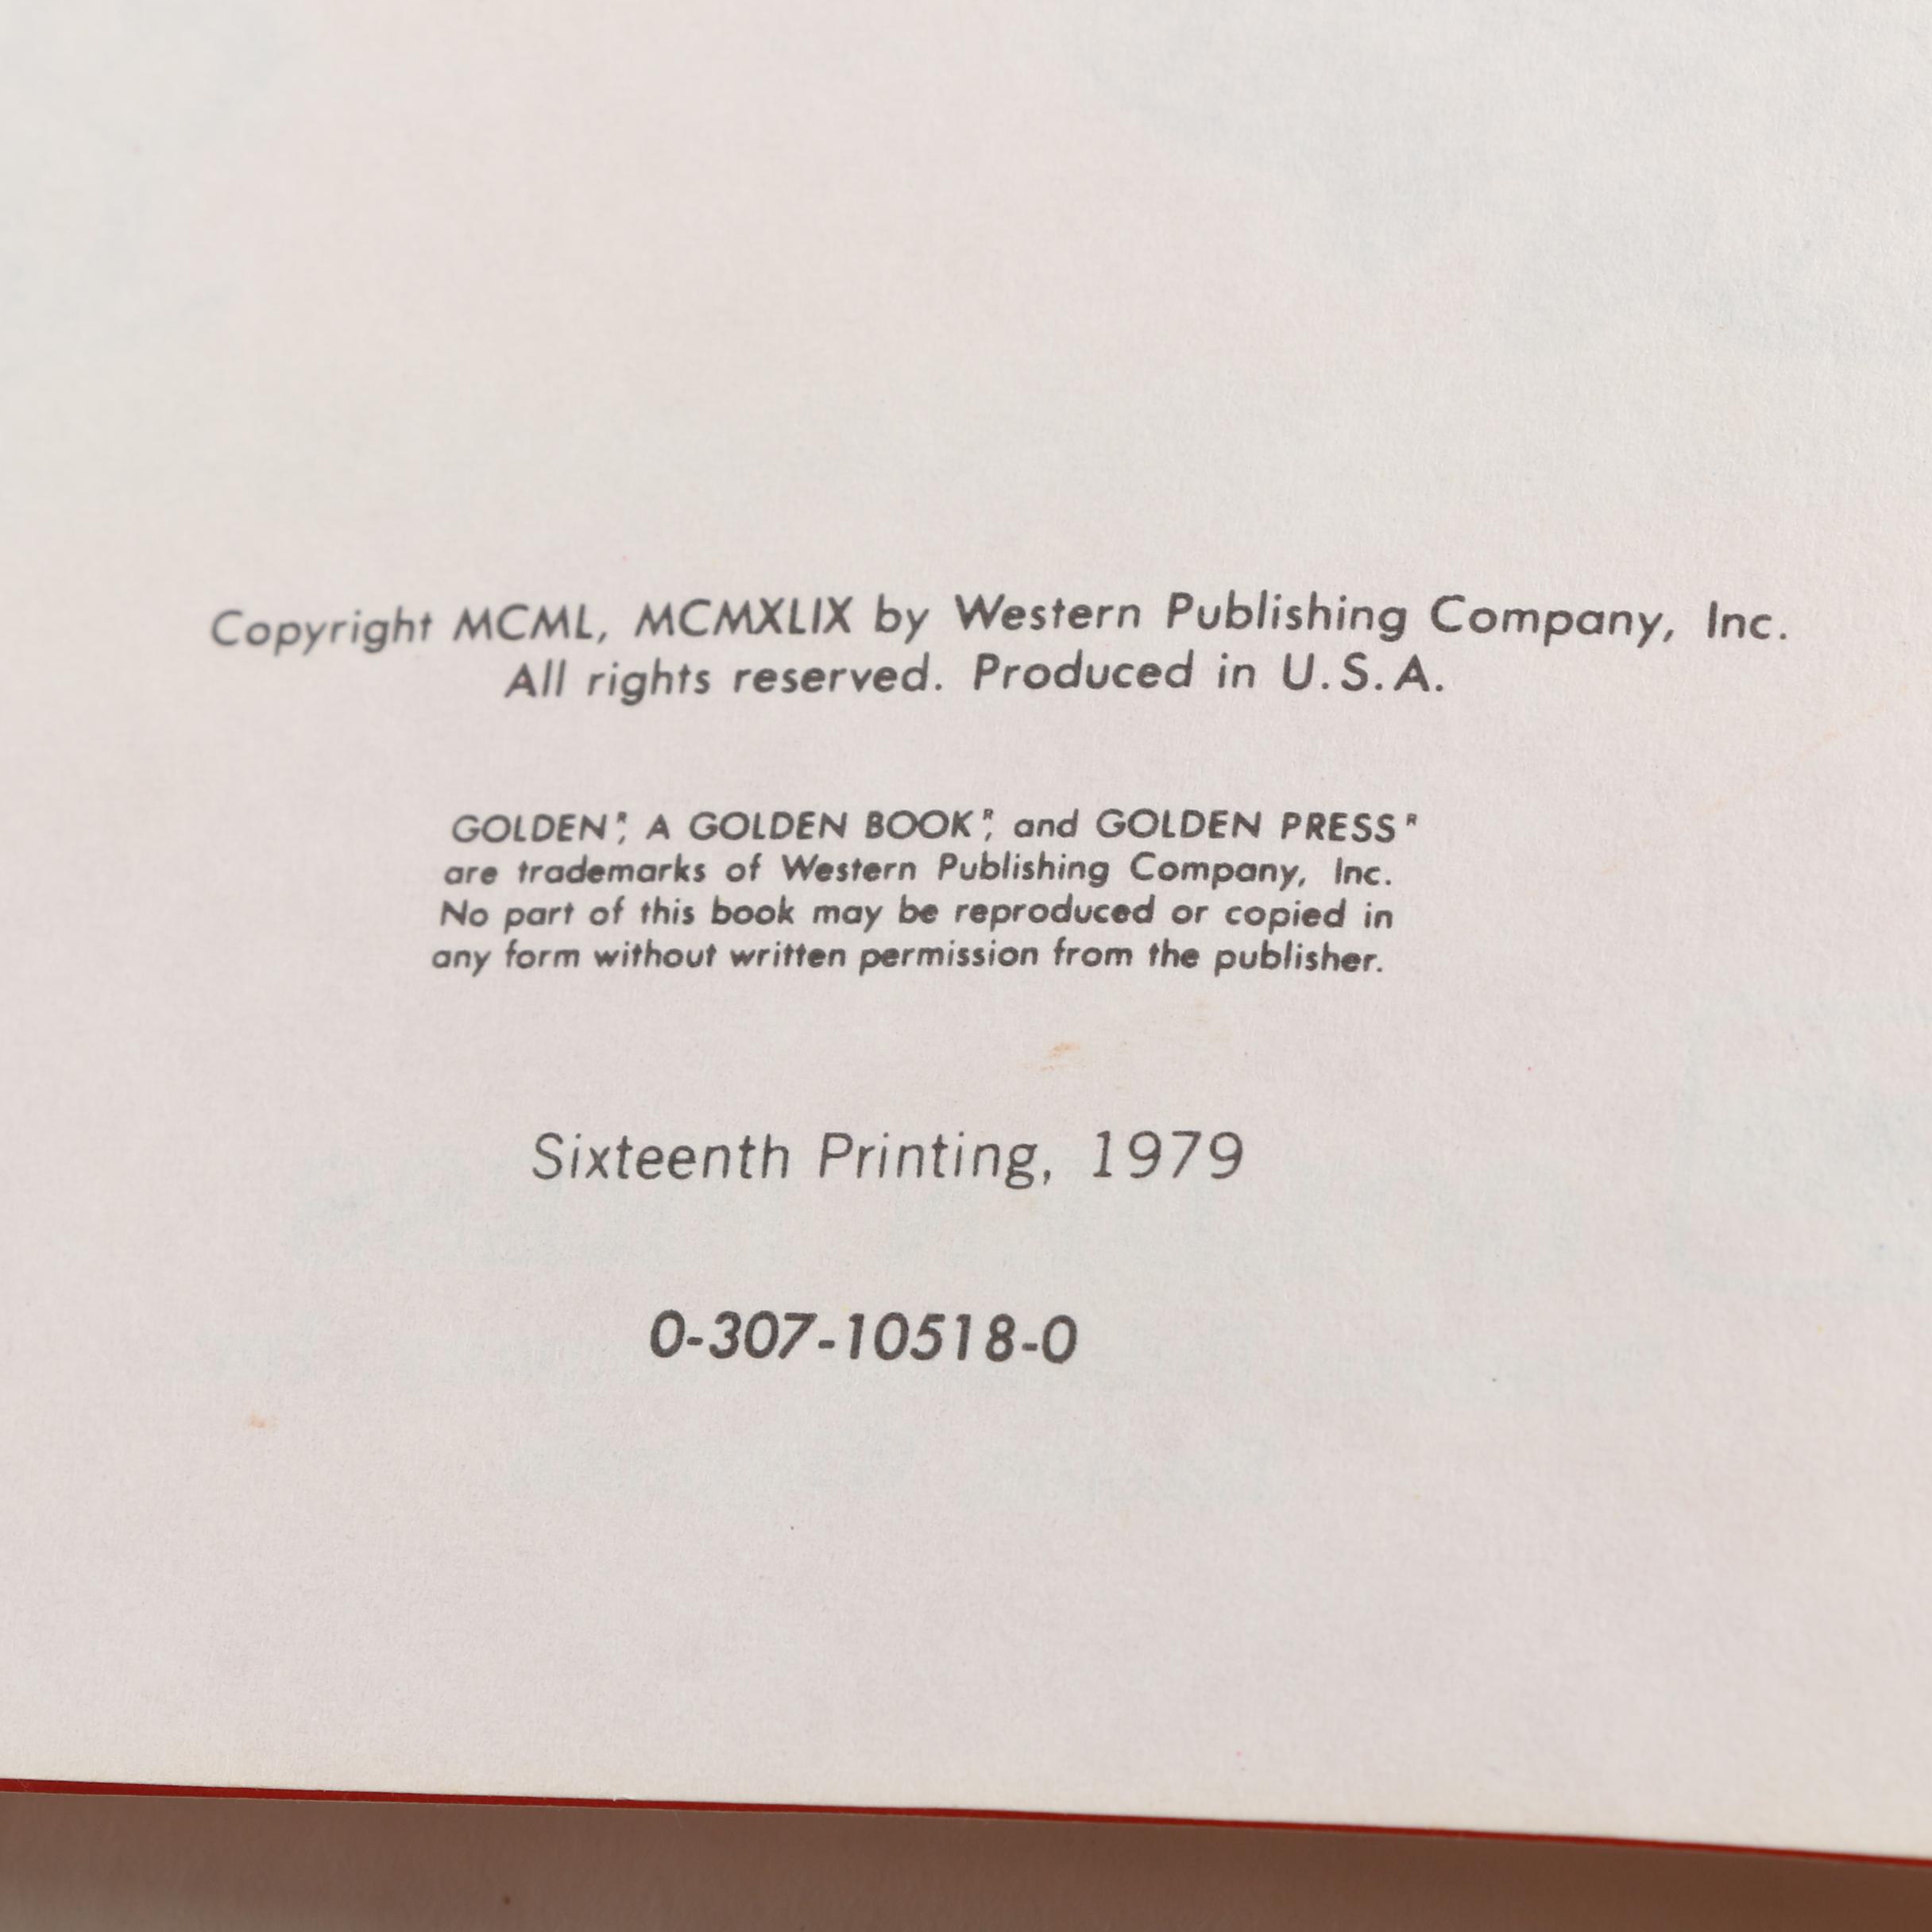 Copyright MCML, MCMXLIX by Western Publishing Company, Inc.
All rights reserved. Produced in U.S.A.
GOLDEN®, A GOLDEN BOOK®, and GOLDEN PRESS®
are trademarks of Western Publishing Company, Inc.
No part of this book may be reproduced or copied in
any form without written permission from the publisher.
Sixteenth Printing, 1979
0-307-10518-0